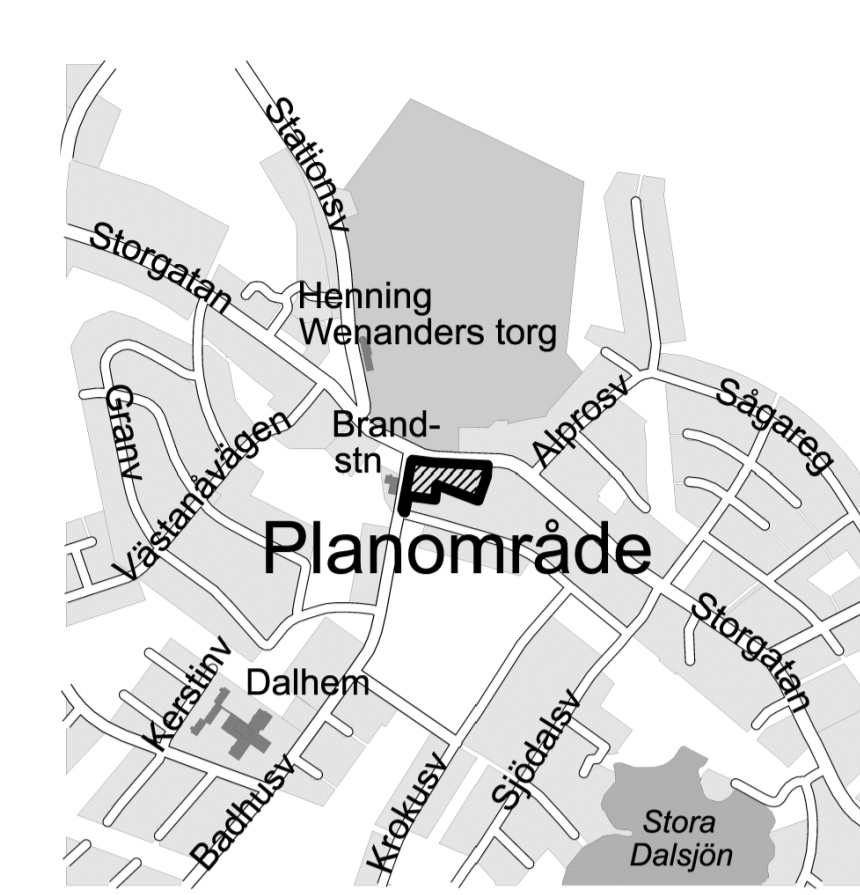 Stationsv
Storgatan
Henning
Wenanders torg
Alprosv
Sågareg
Granv
Brand-
stn
Västanåvägen
Planområde
Storgatan
Kerstinv
Dalhem
Sjödalsv
Badhusv
Krokusv
Stora
Dalsjön